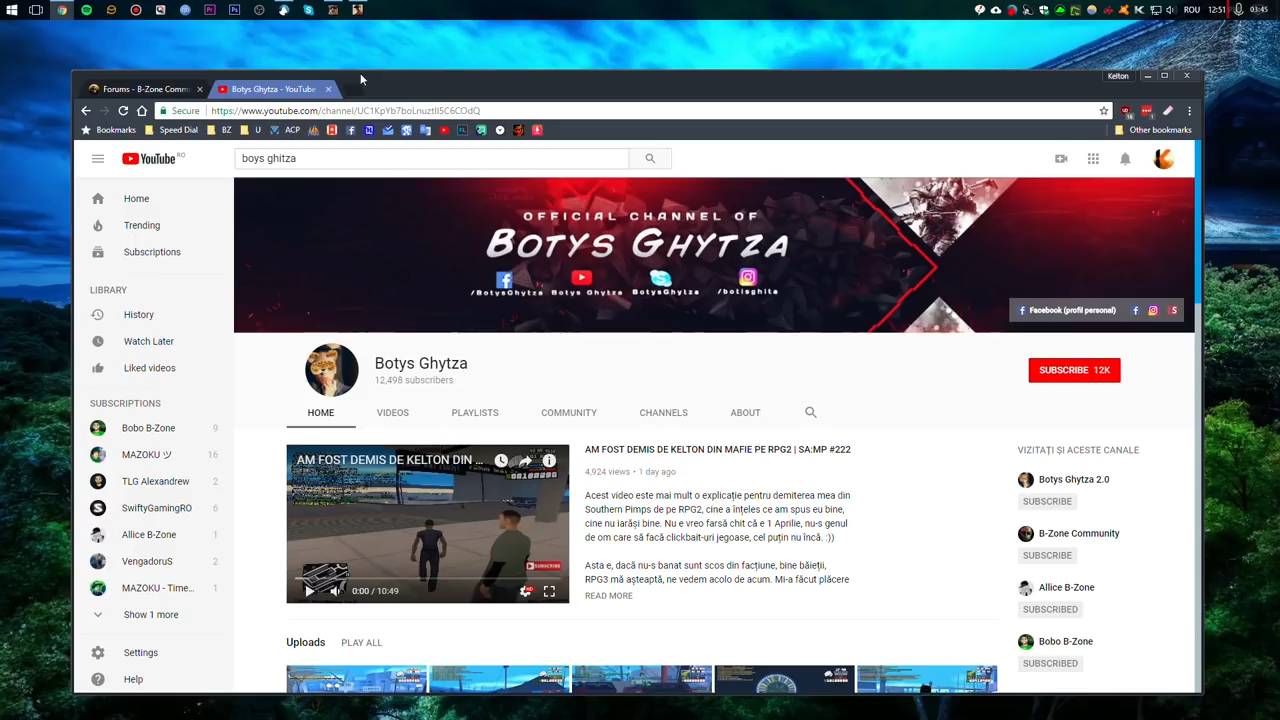 ROU 12:51 03:45
Kelton
Forums - B-Zone Comm
Botys Ghytza - YouTube
Secure https://www.youtube.com/channel/UC1KpYb7boLnuztII5C6COdQ
Bookmarks Speed Dial BZ U ACP Other bookmarks
YouTube RO
boys ghitza
Home
Trending
Subscriptions
LIBRARY
History
Watch Later
Liked videos
SUBSCRIPTIONS
Bobo B-Zone 9
MAZOKU ツ 16
TLG Alexandrew 2
SwiftyGamingRO 6
Allice B-Zone 1
VengadoruS 1
MAZOKU - Time... 1
Show 1 more
Settings
Help
OFFICIAL CHANNEL OF
BOTYS GHYTZA
/BotysGhytza Botys Ghytza BotysGhytza /botisghita
Facebook (profil personal)
Botys Ghytza
12,498 subscribers
SUBSCRIBE 12K
HOME VIDEOS PLAYLISTS COMMUNITY CHANNELS ABOUT
AM FOST DEMIS DE KELTON DIN ...
SUBSCRIBE
0:00 / 10:49
HD
AM FOST DEMIS DE KELTON DIN MAFIE PE RPG2 | SA:MP #222
4,924 views • 1 day ago
Acest video este mai mult o explicație pentru demiterea mea din
Southern Pimps de pe RPG2, cine a înțeles ce am spus eu bine,
cine nu iarăși bine. Nu e vreo farsă chit că e 1 Aprilie, nu-s genul
de om care să facă clickbait-uri jegoase, cel puțin nu încă. :))
Asta e, dacă nu-s banat sunt scos din facțiune, bine băieții,
RPG3 mă așteaptă, ne vedem acolo de acum. Mi-a făcut plăcere
READ MORE
VIZITAȚI ȘI ACESTE CANALE
Botys Ghytza 2.0
SUBSCRIBE
B-Zone Community
SUBSCRIBE
Allice B-Zone
SUBSCRIBED
Bobo B-Zone
SUBSCRIBED
Uploads PLAY ALL